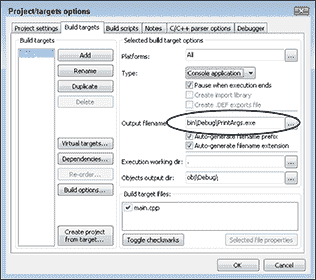 Project/targets options
Project settings
Build targets
Build scripts
Notes
C/C++ parser options
Debugger
Build targets
Add
Rename
Duplicate
Delete
Virtual targets...
Dependencies...
Re-order...
Build options...
Create project
from target...
Selected build target options
Platforms: All ...
Type: Console application
Pause when execution ends
Create import library
Create .DEF exports file
Output filename: bin\Debug\PrintArgs.exe ...
Auto-generate filename prefix
Auto-generate filename extension
Execution working dir: . ...
Objects output dir: obj\Debug\ ...
Build target files:
main.cpp
Toggle checkmarks
Selected file properties
OK
Cancel